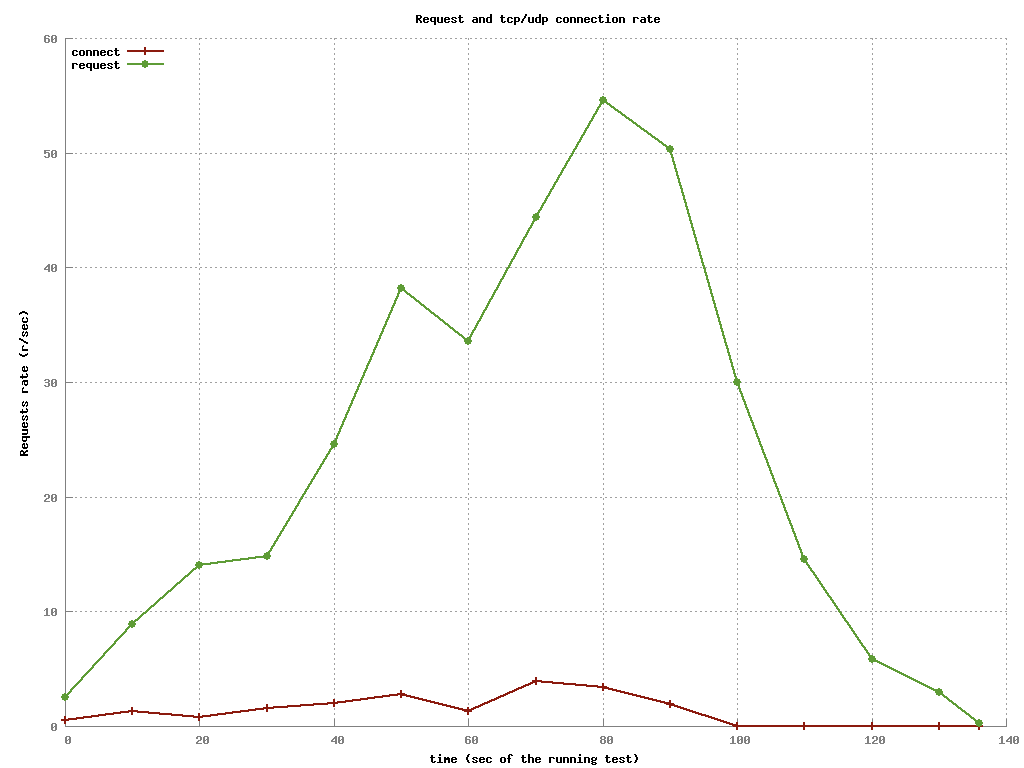 Request and tcp/udp connection rate
connect
request
60
50
40
30
20
10
0
Requests rate (r/sec)
0 20 40 60 80 100 120 140
time (sec of the running test)